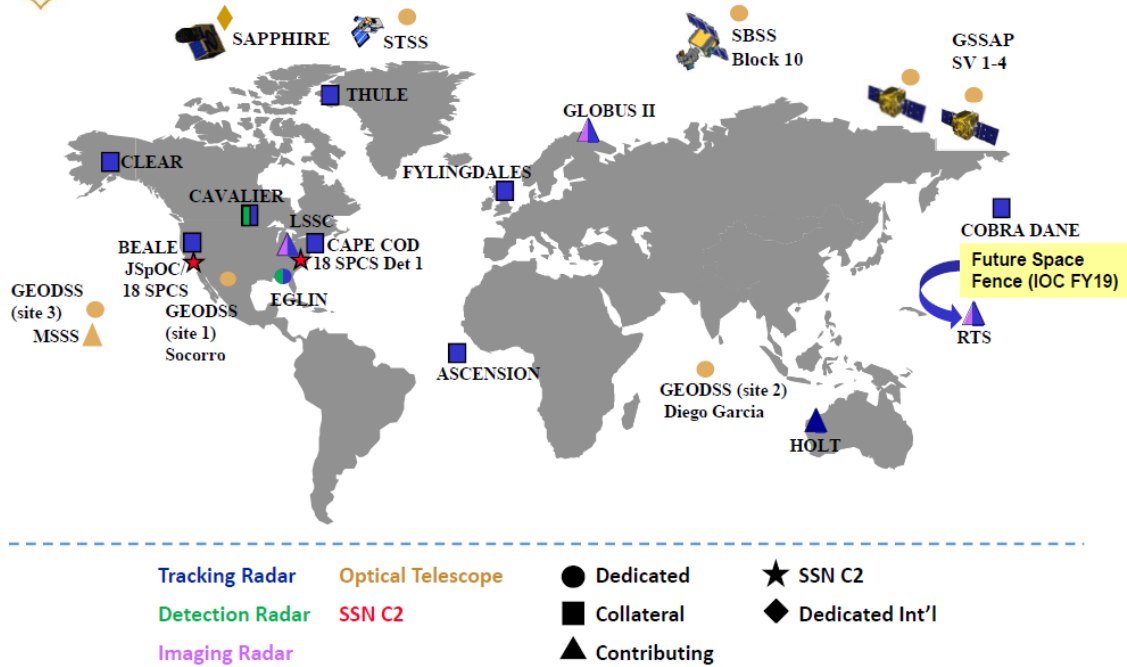 SAPPHIRE
STSS
SBSS
Block 10
GSSAP
SV 1-4
THULE
GLOBUS II
CLEAR
FYLINGDALES
CAVALIER
LSSC
BEALE
JSpOC/
18 SPCS
CAPE COD
18 SPCS Det 1
COBRA DANE
Future Space
Fence (IOC FY19)
GEODSS
(site 3)
MSSS
EGLIN
GEODSS
(site 1)
Socorro
RTS
ASCENSION
GEODSS (site 2)
Diego Garcia
HOLT
Tracking Radar
Optical Telescope
Dedicated
SSN C2
Detection Radar
SSN C2
Collateral
Dedicated Int'l
Imaging Radar
Contributing